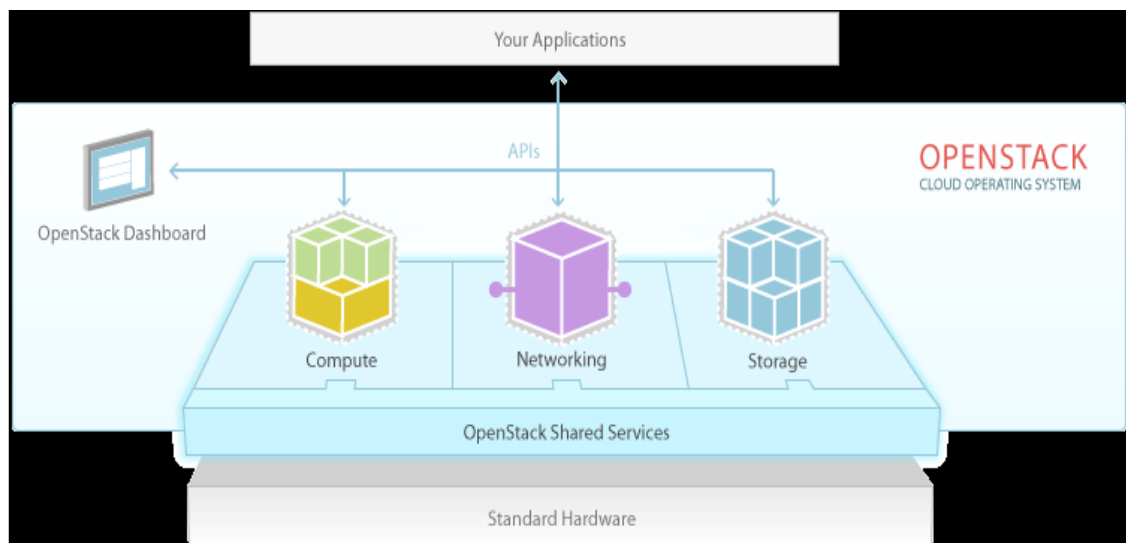 Your Applications
APIs
OPENSTACK
CLOUD OPERATING SYSTEM
OpenStack Dashboard
Compute
Networking
Storage
OpenStack Shared Services
Standard Hardware